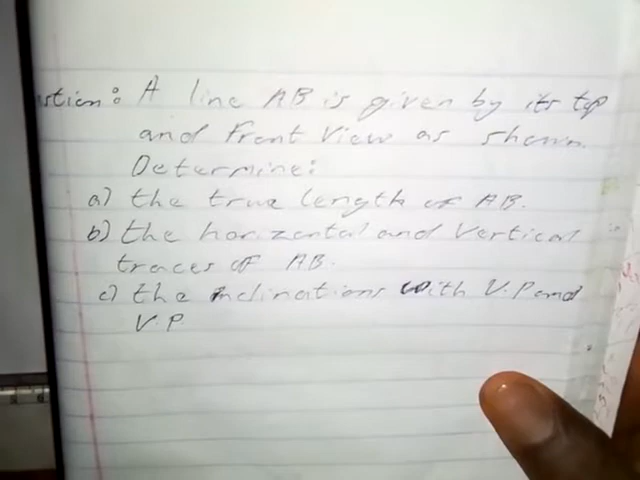 stion: A line AB is given by its top
and Front View as shown.
Determine:
a) the true length of AB.
b) the horizontal and Vertical
traces of AB.
c) the inclinations with V.P and
V.P.